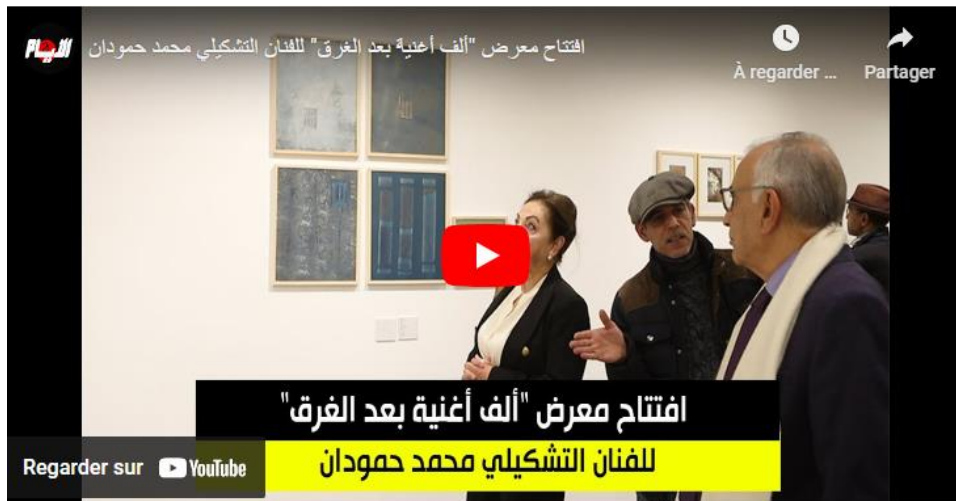 الأيام
افتتاح معرض "ألف أغنية بعد الغرق" للفنان التشكيلي محمد حمودان
À regarder ...
Partager
افتتاح معرض "ألف أغنية بعد الغرق"
للفنان التشكيلي محمد حمودان
Regarder sur YouTube